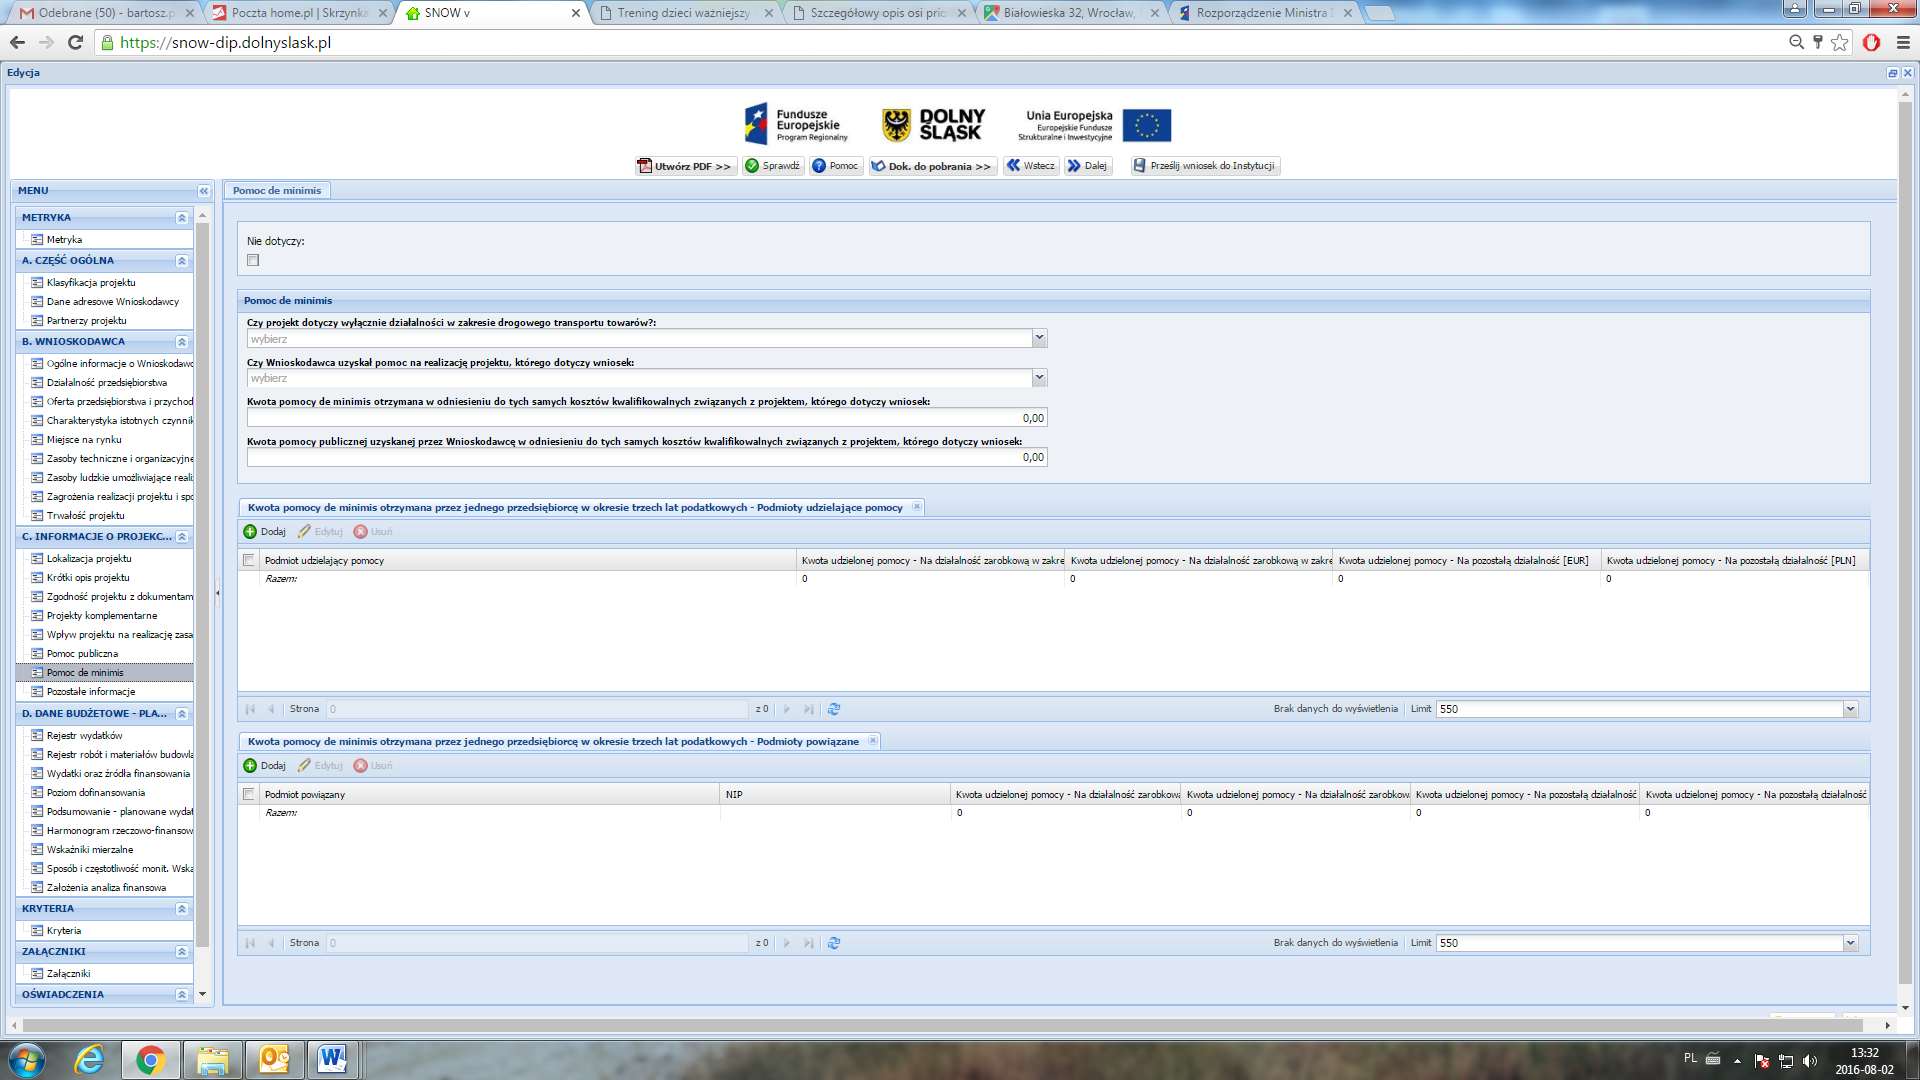 Odebrane (50) - bartosz.p
Poczta home.pl | Skrzynka
SNOW v
Trening dzieci ważniejszy
Szczegółowy opis osi prio
Białowieska 32, Wrocław,
Rozporządzenie Ministra I
https://snow-dip.dolnyslask.pl
Edycja
Fundusze
Europejskie
Program Regionalny
DOLNY
ŚLĄSK
Unia Europejska
Europejskie Fundusze
Strukturalne i Inwestycyjne
Utwórz PDF >>
Sprawdź
Pomoc
Dok. do pobrania >>
Wstecz
Dalej
Prześlij wniosek do Instytucji
MENU
METRYKA
Metryka
A. CZĘŚĆ OGÓLNA
Klasyfikacja projektu
Dane adresowe Wnioskodawcy
Partnerzy projektu
B. WNIOSKODAWCA
Ogólne informacje o Wnioskodawc
Działalność przedsiębiorstwa
Oferta przedsiębiorstwa i przychod
Charakterystyka istotnych czynnik
Miejsce na rynku
Zasoby techniczne i organizacyjne
Zasoby ludzkie umożliwiające reali
Zagrożenia realizacji projektu i spo
Trwałość projektu
C. INFORMACJE O PROJEKC...
Lokalizacja projektu
Krótki opis projektu
Zgodność projektu z dokumentam
Projekty komplementarne
Wpływ projektu na realizację zasa
Pomoc publiczna
Pomoc de minimis
Pozostałe informacje
D. DANE BUDŻETOWE - PLA...
Rejestr wydatków
Rejestr robót i materiałów budowla
Wydatki oraz źródła finansowania
Poziom dofinansowania
Podsumowanie - planowane wydat
Harmonogram rzeczowo-finansow
Wskaźniki mierzalne
Sposób i częstotliwość monit. Wska
Założenia analiza finansowa
KRYTERIA
Kryteria
ZAŁĄCZNIKI
Załączniki
OŚWIADCZENIA
Pomoc de minimis
Nie dotyczy:
Pomoc de minimis
Czy projekt dotyczy wyłącznie działalności w zakresie drogowego transportu towarów?:
wybierz
Czy Wnioskodawca uzyskał pomoc na realizację projektu, którego dotyczy wniosek:
wybierz
Kwota pomocy de minimis otrzymana w odniesieniu do tych samych kosztów kwalifikowalnych związanych z projektem, którego dotyczy wniosek:
0,00
Kwota pomocy publicznej uzyskanej przez Wnioskodawcę w odniesieniu do tych samych kosztów kwalifikowalnych związanych z projektem, którego dotyczy wniosek:
0,00
Kwota pomocy de minimis otrzymana przez jednego przedsiębiorcę w okresie trzech lat podatkowych - Podmioty udzielające pomocy
Dodaj Edytuj Usuń
Podmiot udzielający pomocy
Kwota udzielonej pomocy - Na działalność zarobkową w zakre
Kwota udzielonej pomocy - Na działalność zarobkową w zakre
Kwota udzielonej pomocy - Na pozostałą działalność [EUR]
Kwota udzielonej pomocy - Na pozostałą działalność [PLN]
Razem: 0 0 0 0
Strona 0 z 0
Brak danych do wyświetlenia Limit 550
Kwota pomocy de minimis otrzymana przez jednego przedsiębiorcę w okresie trzech lat podatkowych - Podmioty powiązane
Dodaj Edytuj Usuń
Podmiot powiązany
NIP
Kwota udzielonej pomocy - Na działalność zarobkową
Kwota udzielonej pomocy - Na działalność zarobkow
Kwota udzielonej pomocy - Na pozostałą działalność
Kwota udzielonej pomocy - Na pozostałą działalność
Razem: 0 0 0 0
Strona 0 z 0
Brak danych do wyświetlenia Limit 550
PL
13:32
2016-08-02